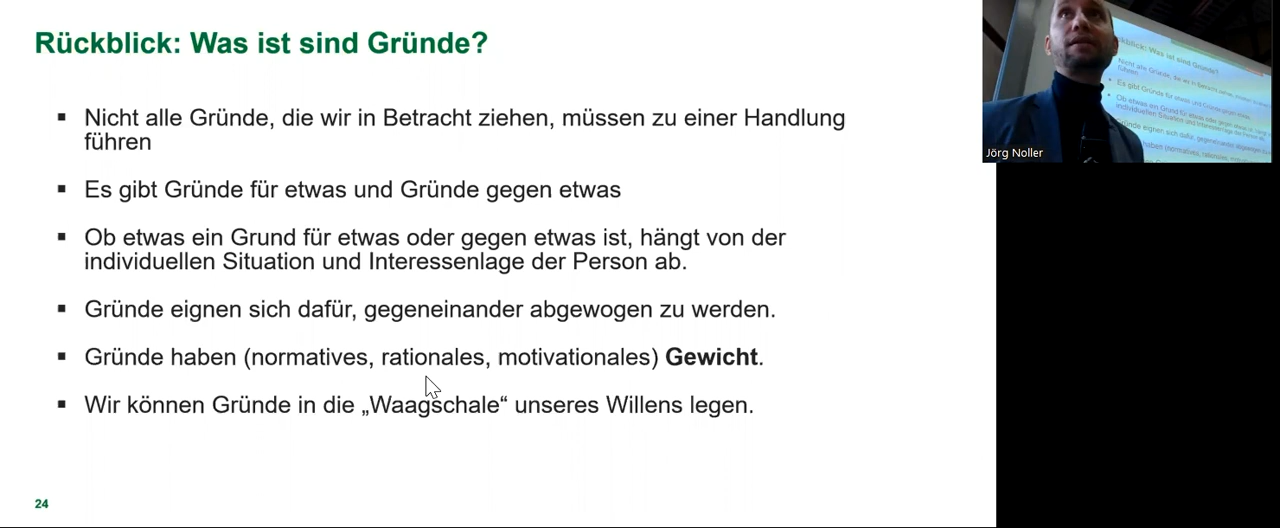 Rückblick: Was ist sind Gründe?
▪ Nicht alle Gründe, die wir in Betracht ziehen, müssen zu einer Handlung
führen
▪ Es gibt Gründe für etwas und Gründe gegen etwas
▪ Ob etwas ein Grund für etwas oder gegen etwas ist, hängt von der
individuellen Situation und Interessenlage der Person ab.
▪ Gründe eignen sich dafür, gegeneinander abgewogen zu werden.
▪ Gründe haben (normatives, rationales, motivationales) Gewicht.
▪ Wir können Gründe in die „Waagschale“ unseres Willens legen.
24
Jörg Noller